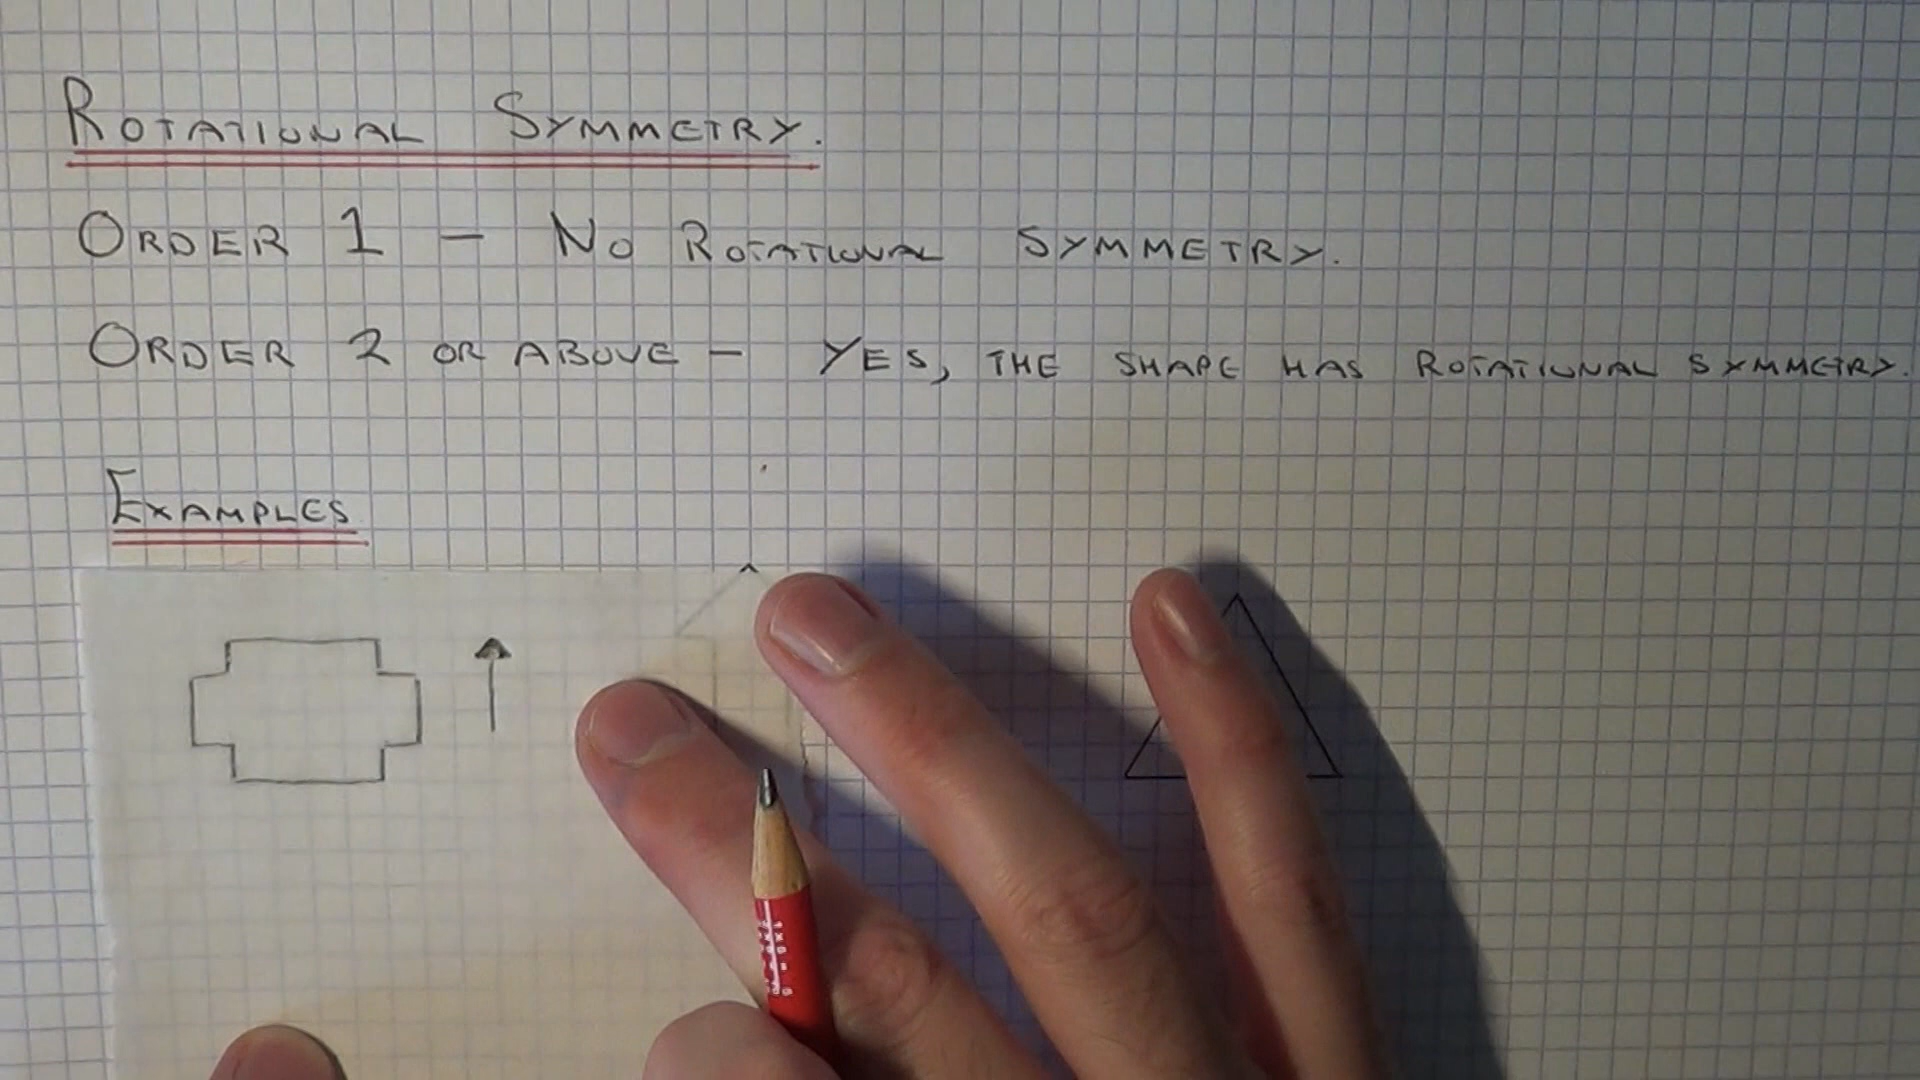 ROTATIONAL SYMMETRY.
ORDER 1 - NO ROTATIONAL SYMMETRY.
ORDER 2 OR ABOVE - YES, THE SHAPE HAS ROTATIONAL SYMMETRY.
EXAMPLES